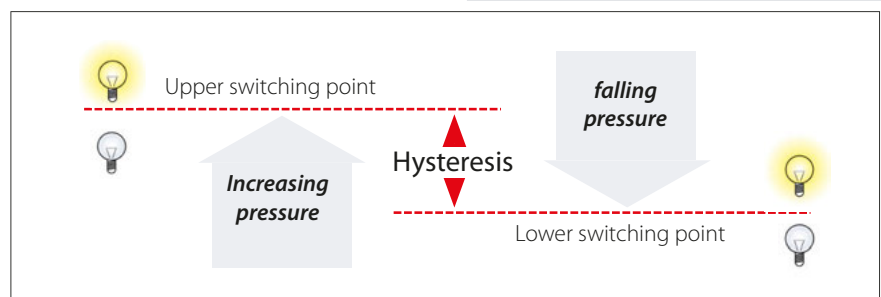 Upper switching point
falling
pressure
Hysteresis
Increasing
pressure
Lower switching point